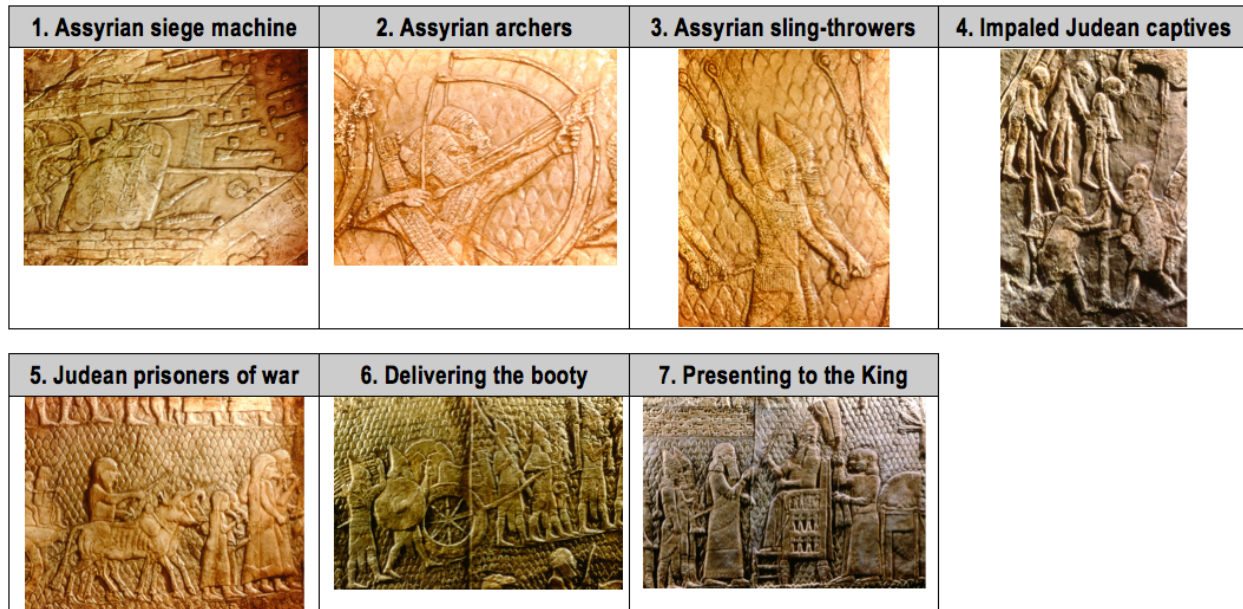 1. Assyrian siege machine
2. Assyrian archers
3. Assyrian sling-throwers
4. Impaled Judean captives
5. Judean prisoners of war
6. Delivering the booty
7. Presenting to the King